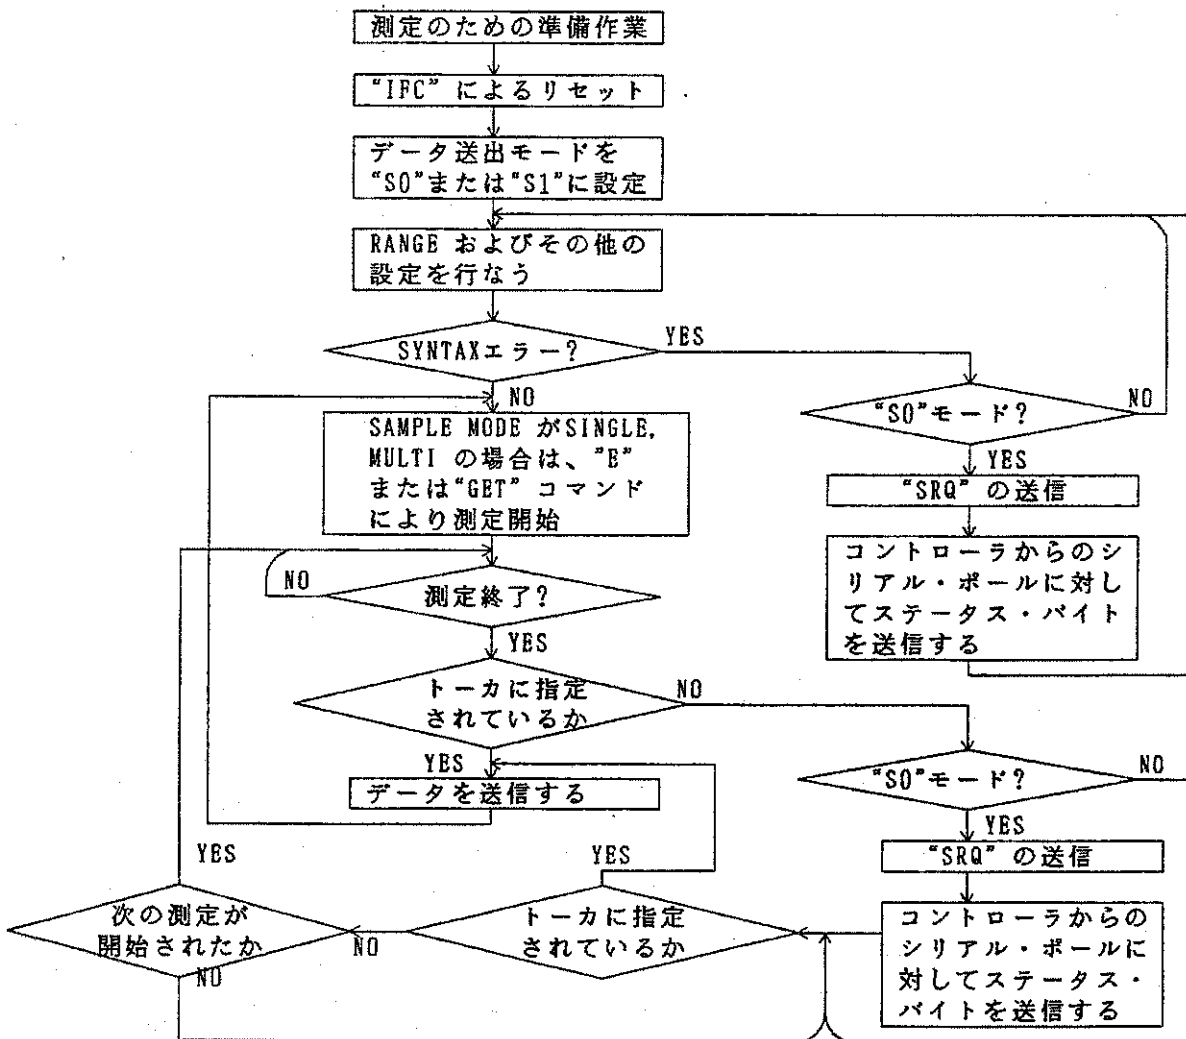 測定のための準備作業
“IFC” によるリセット
データ送出モードを
“S0”または“S1”に設定
RANGE およびその他の
設定を行なう
SYNTAXエラー?
YES
NO
“S0”モード?
NO
YES
“SRQ” の送信
コントローラからのシ
リアル・ポールに対し
てステータス・バイト
を送信する
SAMPLE MODE がSINGLE,
MULTI の場合は、“E”
または“GET” コマンド
により測定開始
測定終了?
NO
YES
トーカに指定
されているか
NO
YES
データを送信する
“S0”モード?
NO
YES
“SRQ” の送信
コントローラからの
シリアル・ポールに
対してステータス・
バイトを送信する
トーカに指定
されているか
YES
NO
次の測定が
開始されたか
YES
NO